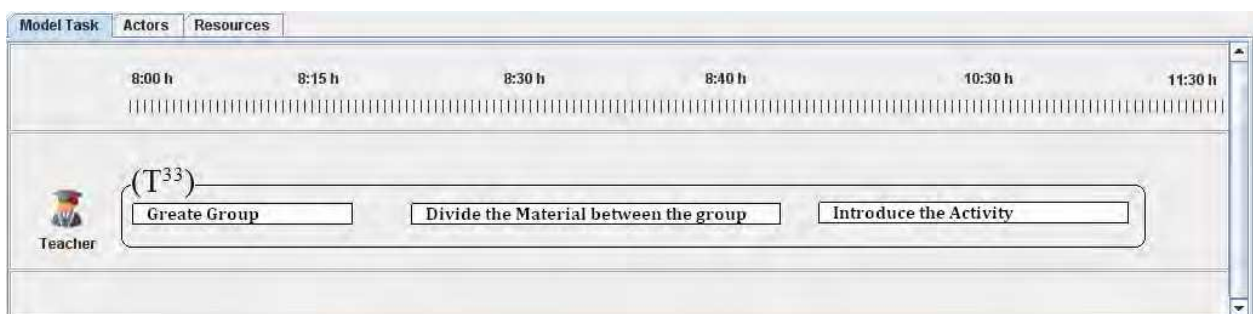 Model Task Actors Resources
8:00 h 8:15 h 8:30 h 8:40 h 10:30 h 11:30 h
(T³³)
Greate Group Divide the Material between the group Introduce the Activity
Teacher